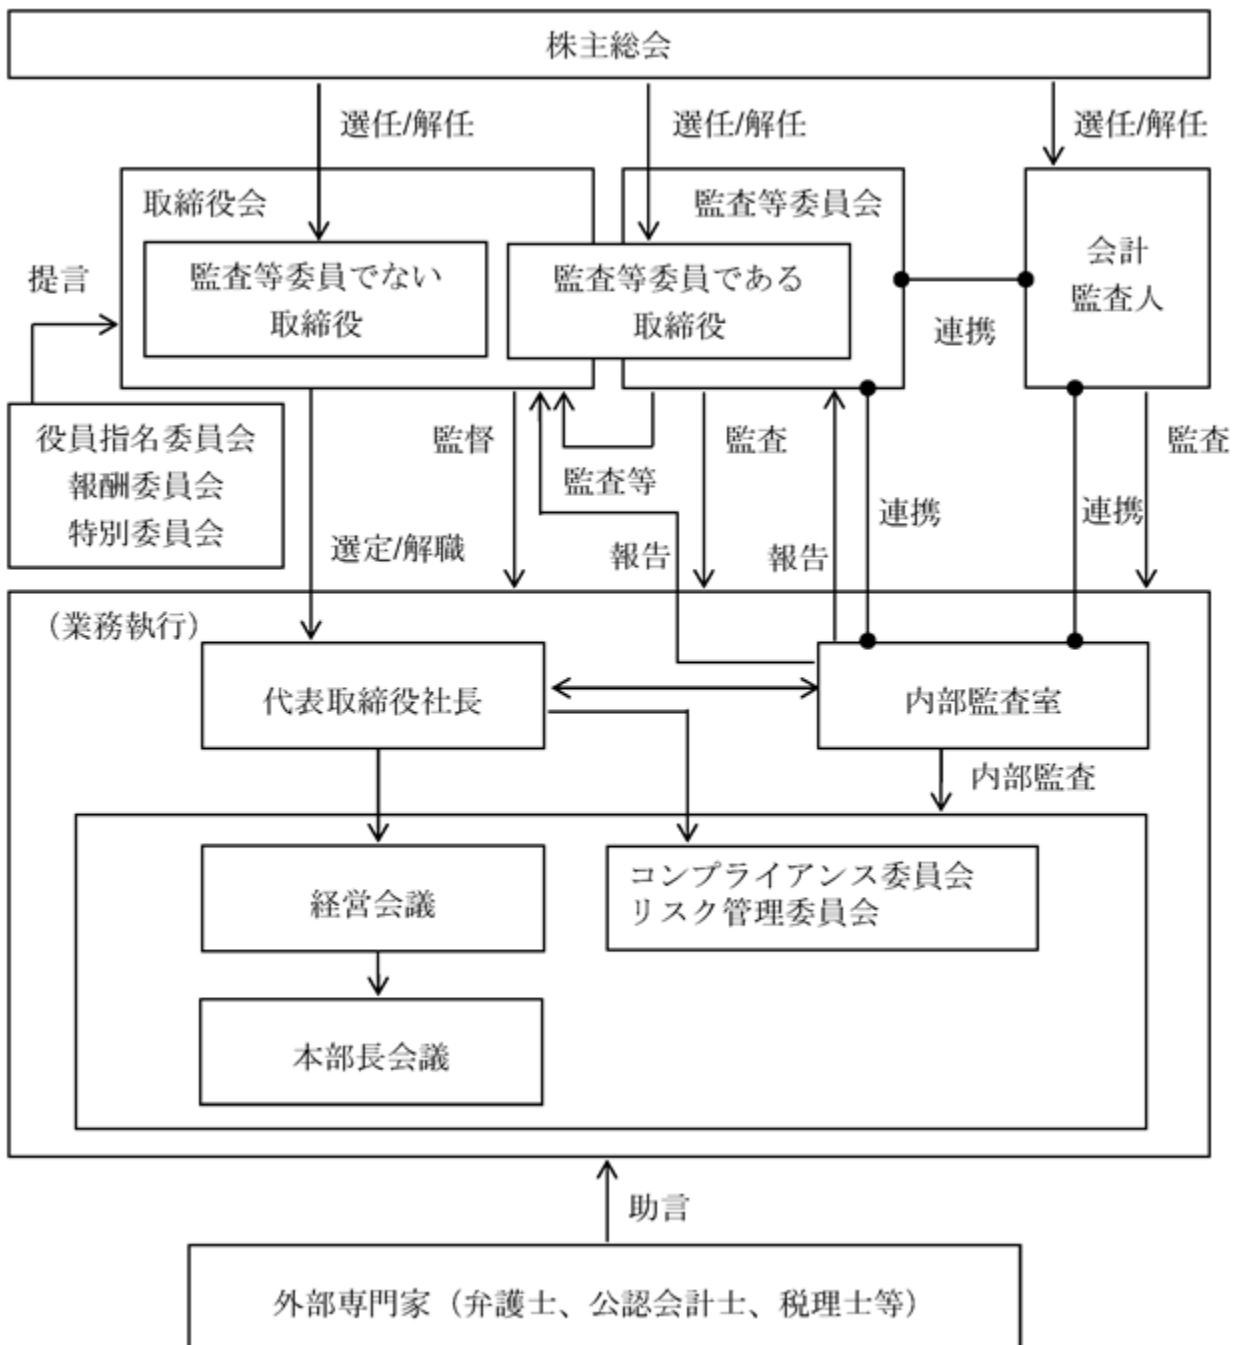 株主総会
選任/解任
選任/解任
選任/解任
取締役会
監査等委員会
会計
監査人
監査等委員でない
取締役
監査等委員である
取締役
提言
連携
役員指名委員会
報酬委員会
特別委員会
監督
監査等
監査
監査
連携
連携
選定/解職
報告
報告
（業務執行）
代表取締役社長
内部監査室
内部監査
経営会議
コンプライアンス委員会
リスク管理委員会
本部長会議
助言
外部専門家（弁護士、公認会計士、税理士等）